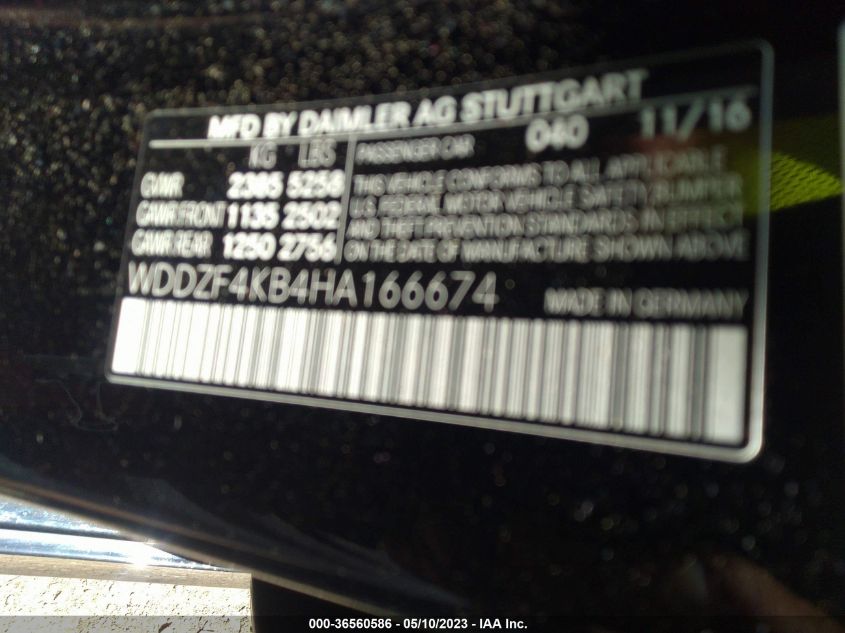 MFD BY DAIMLER AG STUTTGART
KG LBS
GVWR 2385 5258
GAWR FRONT 1135 2502
GAWR REAR 1250 2756
PASSENGER CAR 040 11/16
THIS VEHICLE CONFORMS TO ALL APPLICABLE
U.S. FEDERAL MOTOR VEHICLE SAFETY BUMPER
AND THEFT PREVENTION STANDARDS IN EFFECT
ON THE DATE OF MANUFACTURE SHOWN ABOVE
WDDZF4KB4HA166674
MADE IN GERMANY
000-36560586 - 05/10/2023 - IAA Inc.